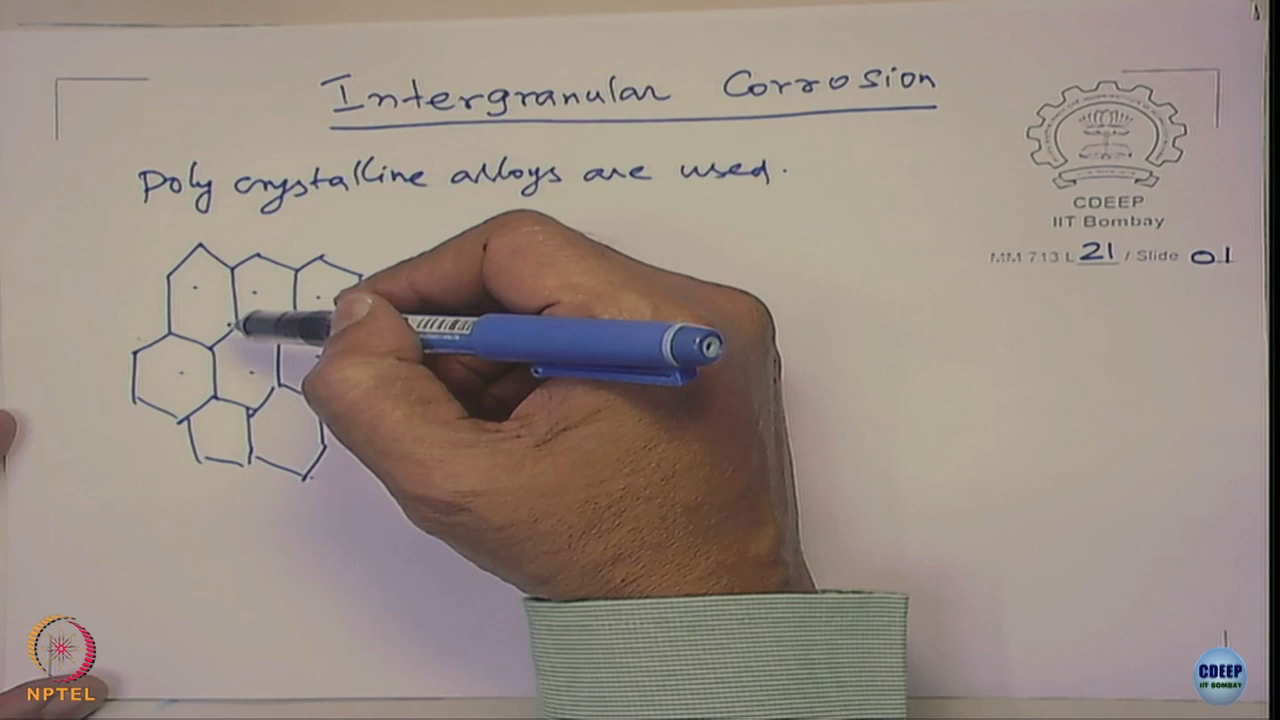 Intergranular Corrosion
Poly crystalline alloys are used.
CDEEP
IIT Bombay
MM 713 L 21 / Slide 01
NPTEL
CDEEP
IIT BOMBAY